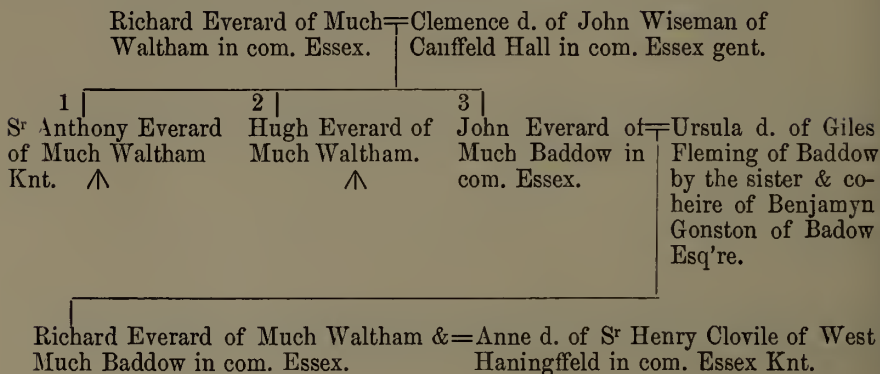 Richard Everard of Much=Clemence d. of John Wiseman of
Waltham in com. Essex. Canffeld Hall in com. Essex gent.
1 2 3
Sr Anthony Everard Hugh Everard of John Everard of=Ursula d. of Giles
of Much Waltham Much Waltham. Much Baddow in Fleming of Baddow
Knt. com. Essex. by the sister & co-
heire of Benjamyn
Gonston of Badow
Esq're.
Richard Everard of Much Waltham &=Anne d. of Sr Henry Clovile of West
Much Baddow in com. Essex. Haningffeld in com. Essex Knt.